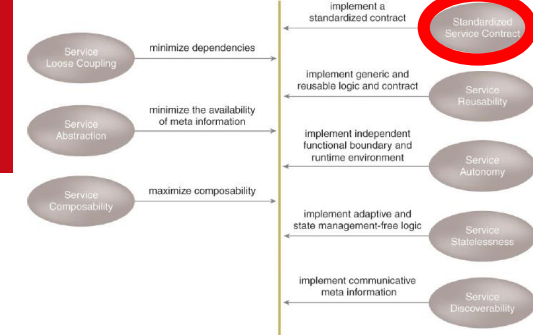 implement a
standardized contract
Standardized
Service Contract
Service
Loose Coupling
minimize dependencies
implement generic and
reusable logic and contract
Service
Reusability
Service
Abstraction
minimize the availability
of meta information
implement independent
functional boundary and
runtime environment
Service
Autonomy
Service
Composability
maximize composability
implement adaptive and
state management-free logic
Service
Statelessness
implement communicative
meta information
Service
Discoverability